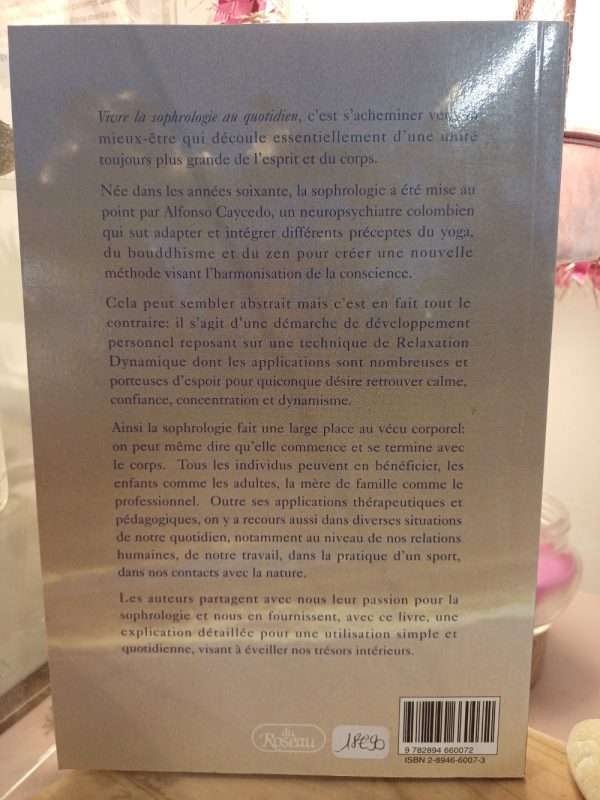 Vivre la sophrologie au quotidien, c'est s'acheminer vers
mieux-être qui découle essentiellement d'une unité
toujours plus grande de l'esprit et du corps.
Née dans les années soixante, la sophrologie a été mise au
point par Alfonso Caycedo, un neuropsychiatre colombien
qui sut adapter et intégrer différents préceptes du yoga,
du bouddhisme et du zen pour créer une nouvelle
méthode visant l'harmonisation de la conscience.
Cela peut sembler abstrait mais c'est en fait tout le
contraire: il s'agit d'une démarche de développement
personnel reposant sur une technique de Relaxation
Dynamique dont les applications sont nombreuses et
porteuses d'espoir pour quiconque désire retrouver calme,
confiance, concentration et dynamisme.
Ainsi la sophrologie fait une large place au vécu corporel:
on peut même dire qu'elle commence et se termine avec
le corps. Tous les individus peuvent en bénéficier, les
enfants comme les adultes, la mère de famille comme le
professionnel. Outre ses applications thérapeutiques et
pédagogiques, on y a recours aussi dans diverses situations
de notre quotidien, notamment au niveau de nos relations
humaines, de notre travail, dans la pratique d'un sport,
dans nos contacts avec la nature.
Les auteurs partagent avec nous leur passion pour la
sophrologie et nous en fournissent, avec ce livre, une
explication détaillée pour une utilisation simple et
quotidienne, visant à éveiller nos trésors intérieurs.
du
Roseau
18€90
9 782894 660072
ISBN 2-8946-6007-3